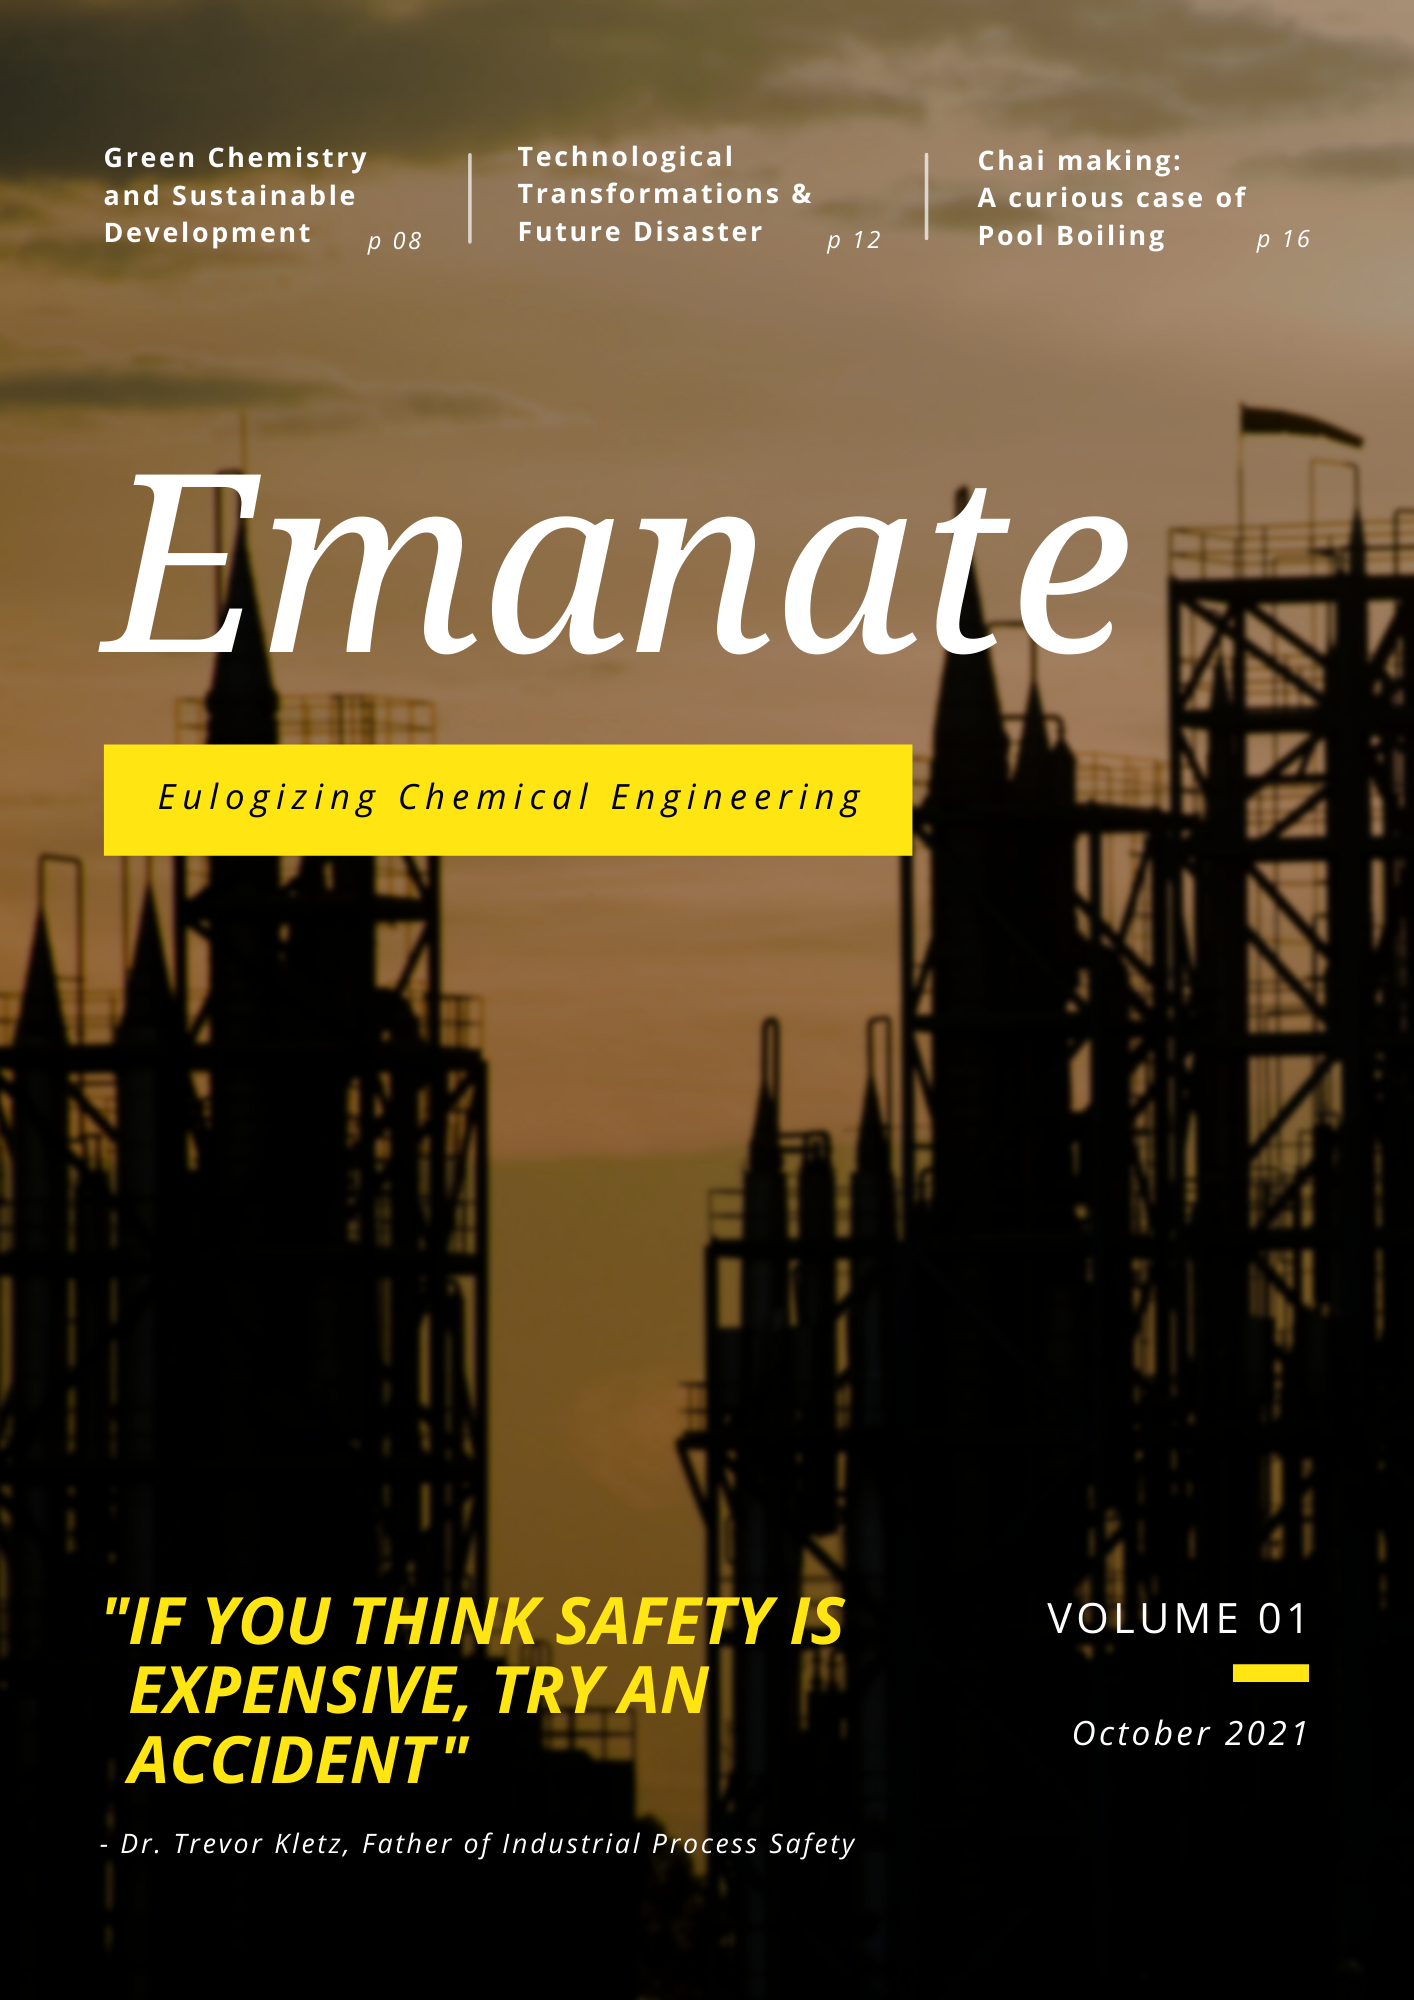 Green Chemistry
and Sustainable
Development
p 08
Technological
Transformations &
Future Disaster
p 12
Chai making:
A curious case of
Pool Boiling
p 16
Emanate
Eulogizing Chemical Engineering
"IF YOU THINK SAFETY IS
EXPENSIVE, TRY AN
ACCIDENT"
- Dr. Trevor Kletz, Father of Industrial Process Safety
VOLUME 01
October 2021